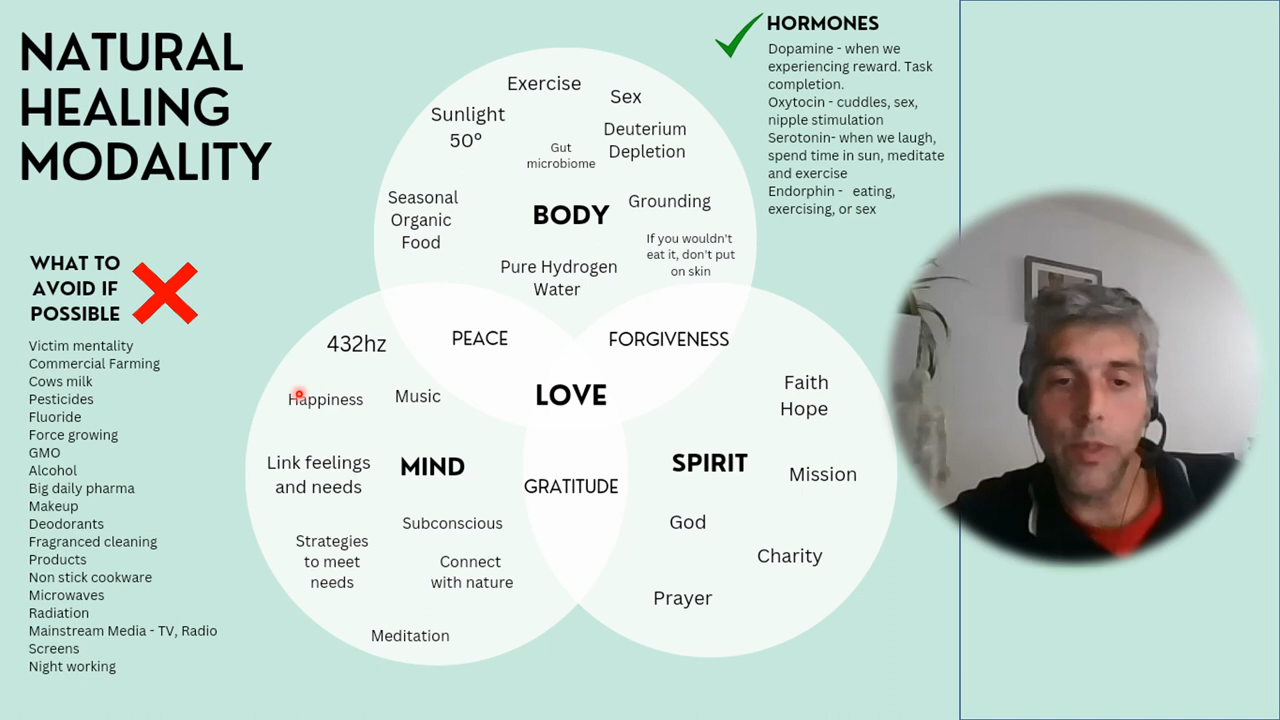 NATURAL
HEALING
MODALITY
WHAT TO
AVOID IF
POSSIBLE
Victim mentality
Commercial Farming
Cows milk
Pesticides
Fluoride
Force growing
GMO
Alcohol
Big daily pharma
Makeup
Deodorants
Fragranced cleaning
Products
Non stick cookware
Microwaves
Radiation
Mainstream Media - TV, Radio
Screens
Night working
Exercise
Sex
Sunlight
50°
Deuterium
Depletion
Gut
microbiome
Seasonal
Organic
Food
BODY
Grounding
If you wouldn't
eat it, don't put
on skin
Pure Hydrogen
Water
PEACE
FORGIVENESS
LOVE
GRATITUDE
432hz
Happiness
Music
Link feelings
and needs
MIND
Subconscious
Strategies
to meet
needs
Connect
with nature
Meditation
Faith
Hope
SPIRIT
Mission
God
Charity
Prayer
HORMONES
Dopamine - when we
experiencing reward. Task
completion.
Oxytocin - cuddles, sex,
nipple stimulation
Serotonin- when we laugh,
spend time in sun, meditate
and exercise
Endorphin - eating,
exercising, or sex